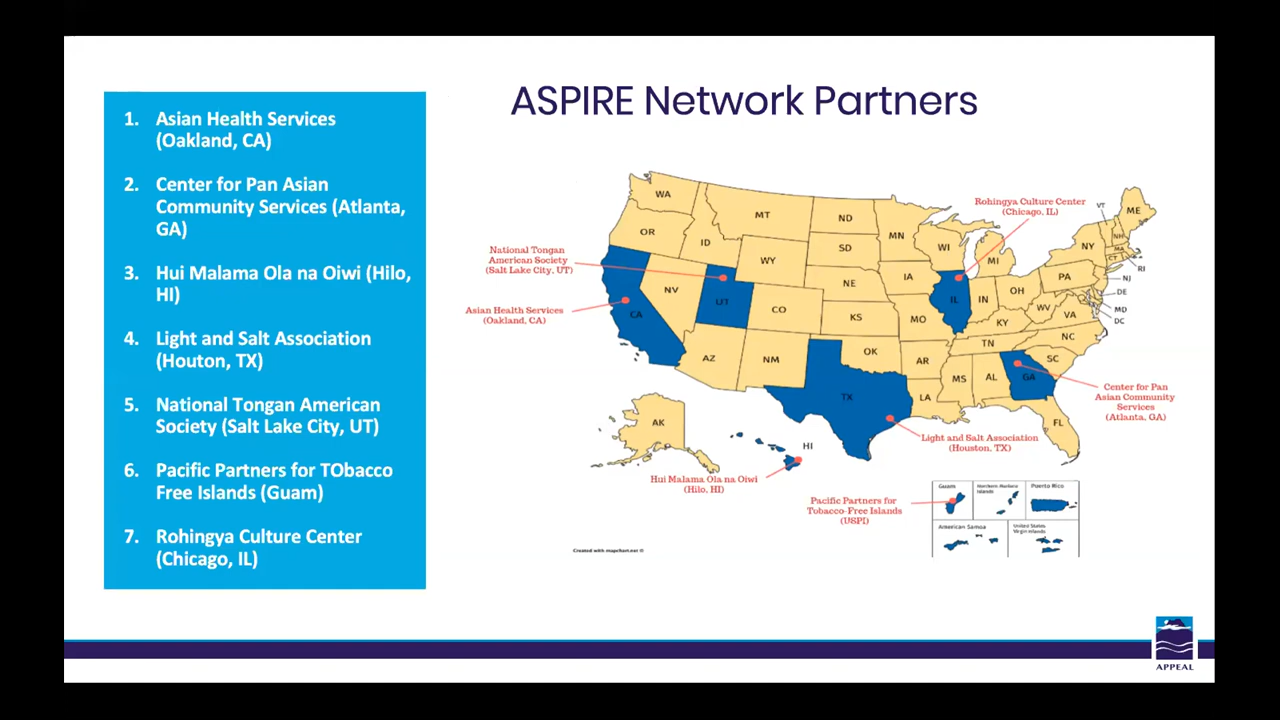 ASPIRE Network Partners
1. Asian Health Services
(Oakland, CA)
2. Center for Pan Asian
Community Services (Atlanta,
GA)
3. Hui Malama Ola na Oiwi (Hilo,
HI)
4. Light and Salt Association
(Houton, TX)
5. National Tongan American
Society (Salt Lake City, UT)
6. Pacific Partners for TObacco
Free Islands (Guam)
7. Rohingya Culture Center
(Chicago, IL)
WA
OR
ID
MT
ND
SD
WY
NE
MN
IA
WI
MI
NV
UT
CA
CO
KS
MO
IL
IN
OH
PA
NY
VT
NH
MA
CT
RI
NJ
DE
MD
DC
ME
WV
VA
KY
NC
TN
SC
AZ
NM
OK
AR
TX
LA
MS
AL
GA
FL
AK
HI
National Tongan
American Society
(Salt Lake City, UT)
Asian Health Services
(Oakland, CA)
Rohingya Culture Center
(Chicago, IL)
Center for Pan
Asian Community
Services
(Atlanta, GA)
Light and Salt Association
(Houston, TX)
Hui Malama Ola na Oiwi
(Hilo, HI)
Pacific Partners for
Tobacco-Free Islands
(USPI)
Guam
Northern Mariana
Islands
Puerto Rico
American Samoa
United States
Virgin Islands
Created with mapchart.net ©
APPEAL